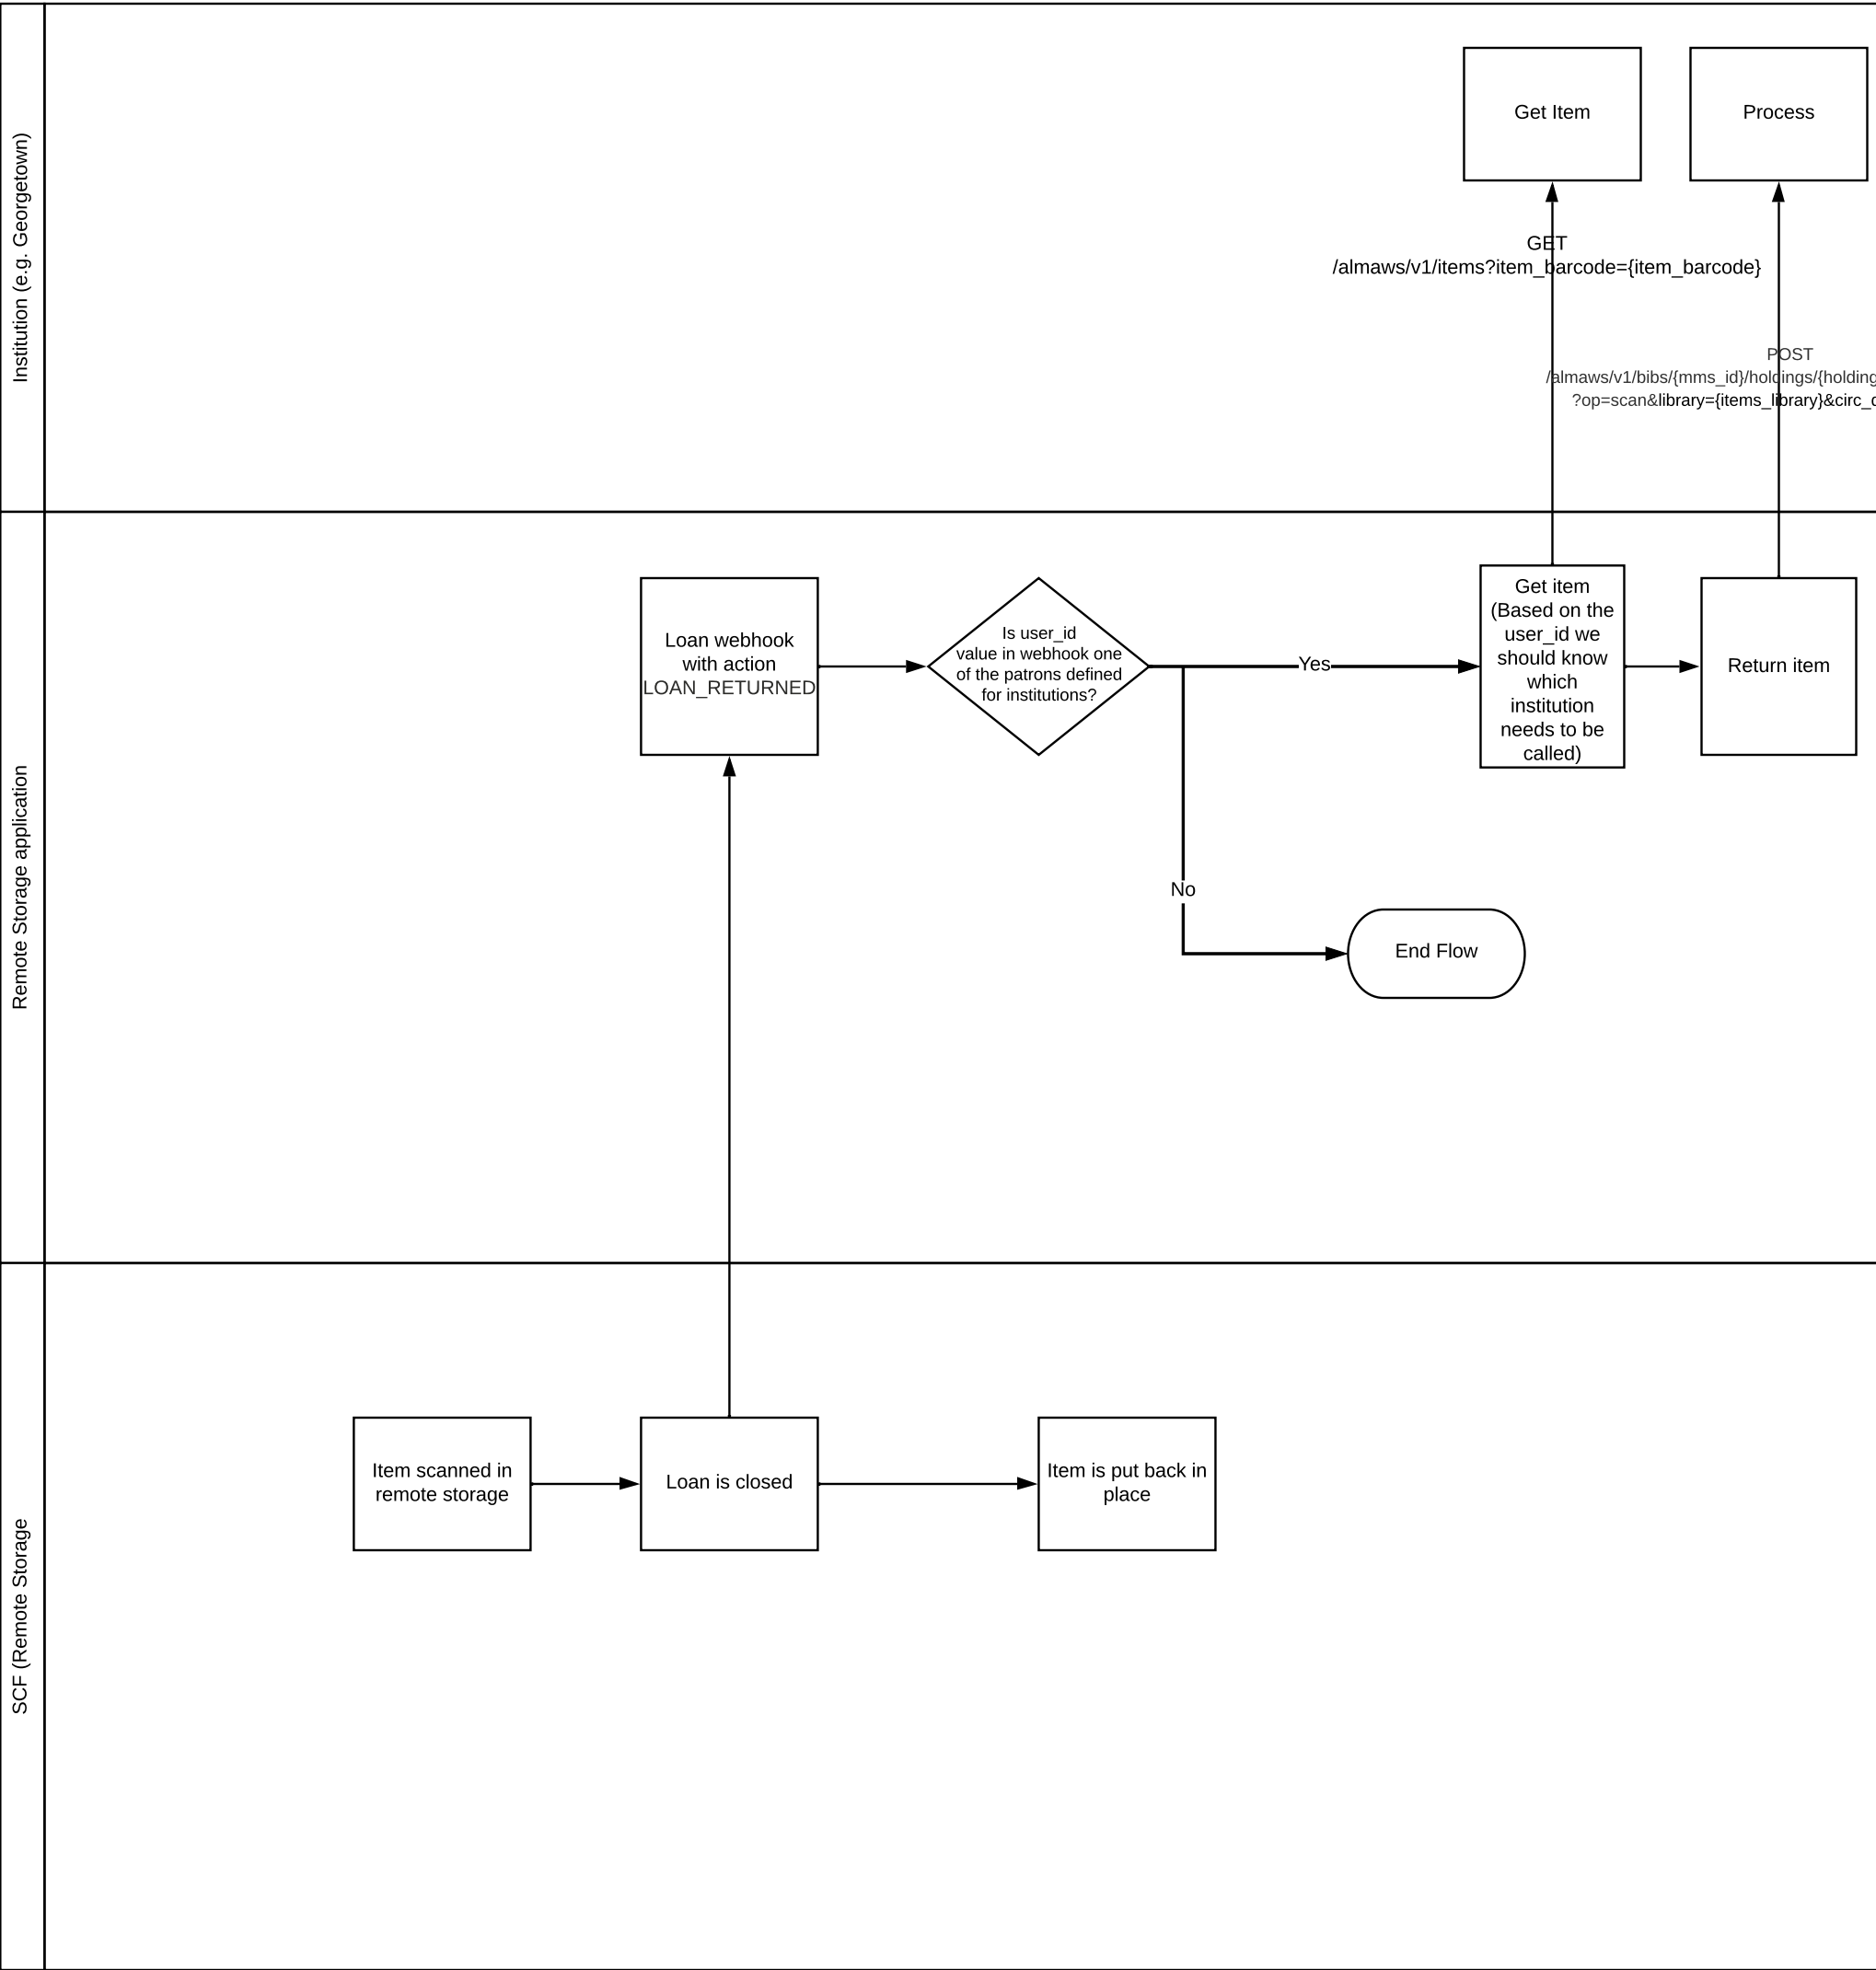 Institution (e.g. Georgetown)
Get Item
Process
GET
/almaws/v1/items?item_barcode={item_barcode}
POST
/almaws/v1/bibs/{mms_id}/holdings/{holding
?op=scan&library={items_library}&circ_
Remote Storage application
Loan webhook
with action
LOAN_RETURNED
Is user_id
value in webhook one
of the patrons defined
for institutions?
Yes
Get item
(Based on the
user_id we
should know
which
institution
needs to be
called)
Return item
No
End Flow
SCF (Remote Storage
Item scanned in
remote storage
Loan is closed
Item is put back in
place